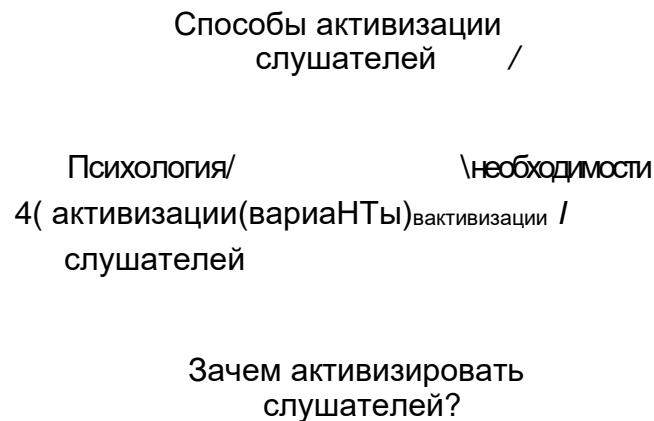 Способы активизации
слушателей /
Психология/ \необходимости
4( активизации(вариаНТы)вактивизации /
слушателей
Зачем активизировать
слушателей?